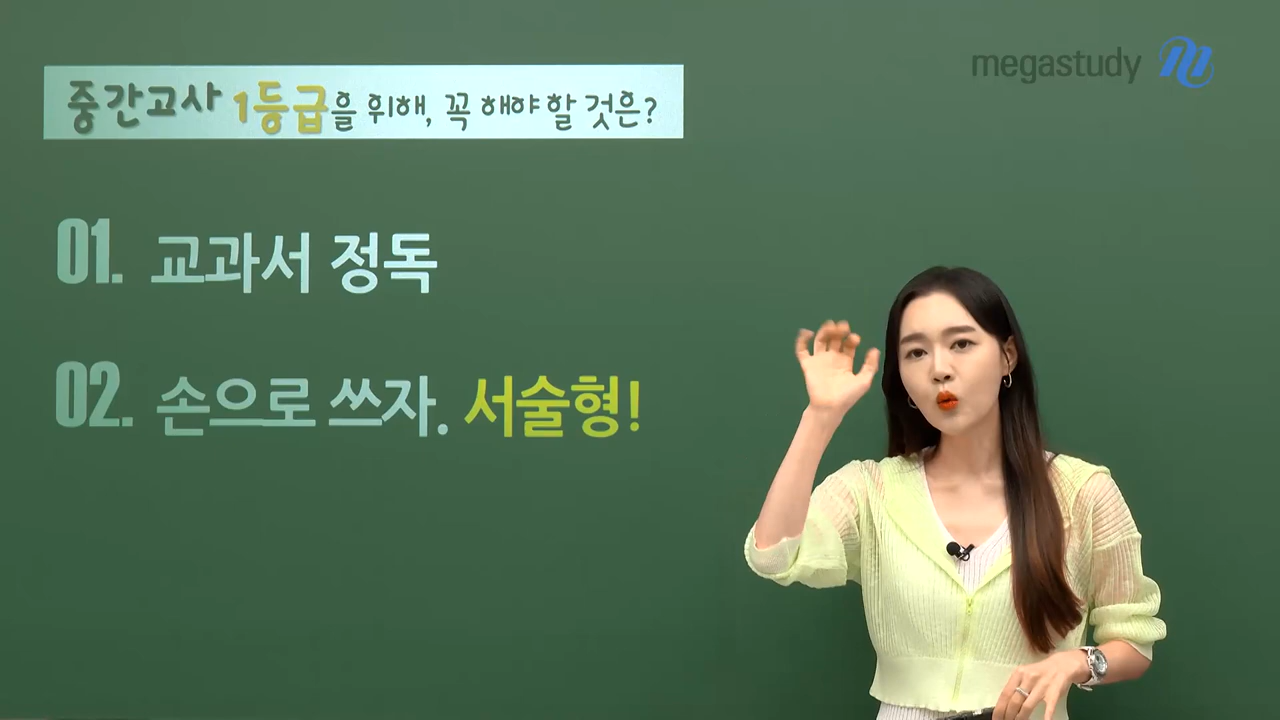 megastudy
중간고사 1등급을 위해, 꼭 해야 할 것은?
01. 교과서 정독
02. 손으로 쓰자. 서술형!